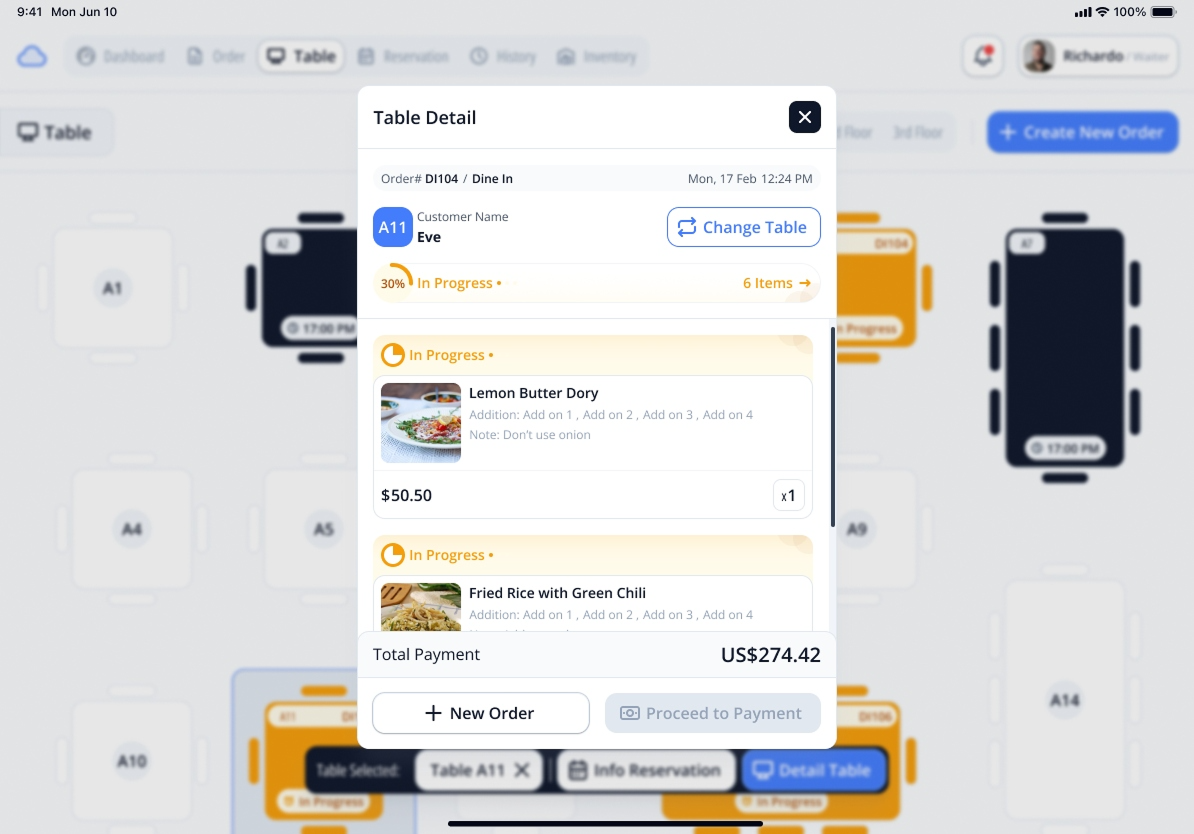 9:41 Mon Jun 10
100%
Dashboard
Order
Table
Reservation
History
Inventory
Richardo / Waiter
Table
Floor
3rd Floor
+ Create New Order
Table Detail
Order# DI104 / Dine In
Mon, 17 Feb 12:24 PM
A11
Customer Name
Eve
Change Table
30%
In Progress •
6 Items →
In Progress •
Lemon Butter Dory
Addition: Add on 1 , Add on 2 , Add on 3 , Add on 4
Note: Don't use onion
$50.50
x1
In Progress •
Fried Rice with Green Chili
Addition: Add on 1 , Add on 2 , Add on 3 , Add on 4
Total Payment
US$274.42
+ New Order
Proceed to Payment
A1
A2
17:00 PM
DI104
In Progress
A7
17:00 PM
A4
A5
A9
A10
A11
In Progress
DI106
In Progress
A14
Table Selected:
Table A11
Info Reservation
Detail Table